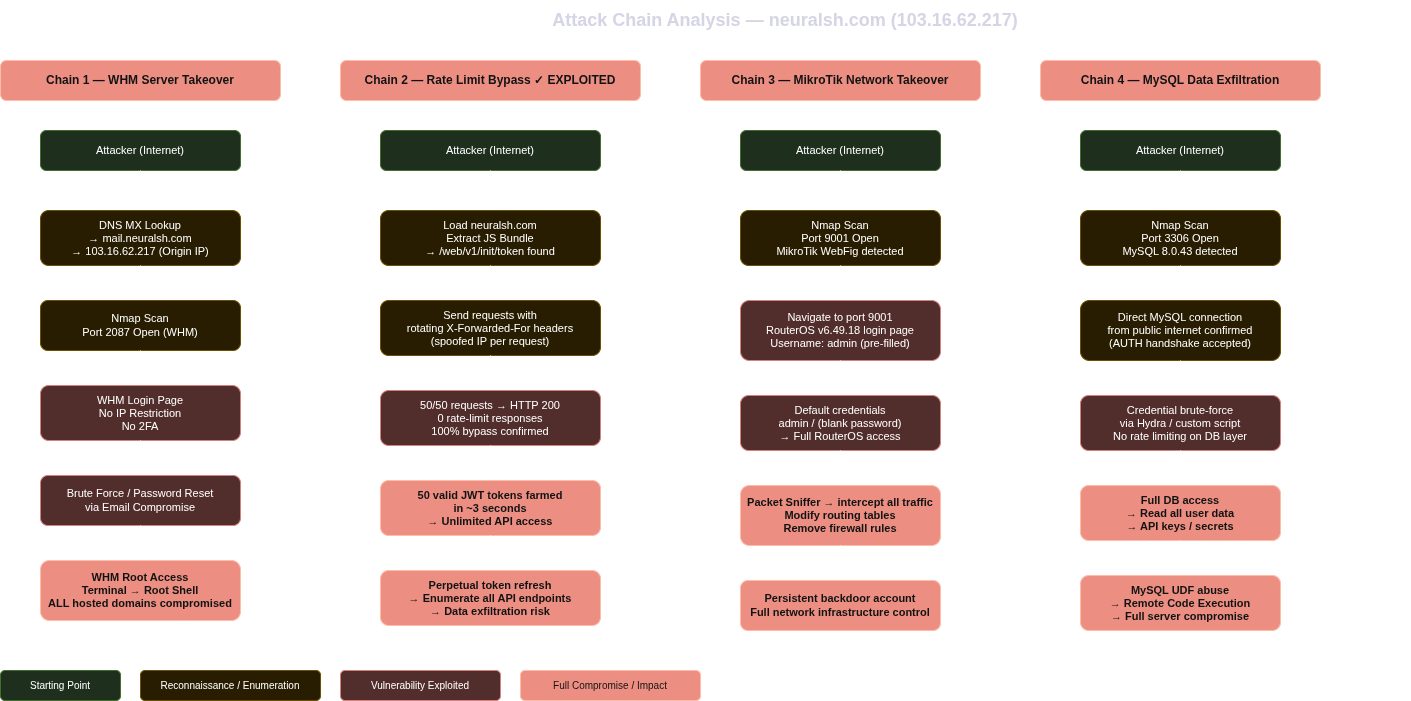 Attack Chain Analysis — neuralsh.com (103.16.62.217)
Chain 1 — WHM Server Takeover
Attacker (Internet)
DNS MX Lookup
→ mail.neuralsh.com
→ 103.16.62.217 (Origin IP)
Nmap Scan
Port 2087 Open (WHM)
WHM Login Page
No IP Restriction
No 2FA
Brute Force / Password Reset
via Email Compromise
WHM Root Access
Terminal → Root Shell
ALL hosted domains compromised
Chain 2 — Rate Limit Bypass ✓ EXPLOITED
Attacker (Internet)
Load neuralsh.com
Extract JS Bundle
→ /web/v1/init/token found
Send requests with
rotating X-Forwarded-For headers
(spoofed IP per request)
50/50 requests → HTTP 200
0 rate-limit responses
100% bypass confirmed
50 valid JWT tokens farmed
in ~3 seconds
→ Unlimited API access
Perpetual token refresh
→ Enumerate all API endpoints
→ Data exfiltration risk
Chain 3 — MikroTik Network Takeover
Attacker (Internet)
Nmap Scan
Port 9001 Open
MikroTik WebFig detected
Navigate to port 9001
RouterOS v6.49.18 login page
Username: admin (pre-filled)
Default credentials
admin / (blank password)
→ Full RouterOS access
Packet Sniffer → intercept all traffic
Modify routing tables
Remove firewall rules
Persistent backdoor account
Full network infrastructure control
Chain 4 — MySQL Data Exfiltration
Attacker (Internet)
Nmap Scan
Port 3306 Open
MySQL 8.0.43 detected
Direct MySQL connection
from public internet confirmed
(AUTH handshake accepted)
Credential brute-force
via Hydra / custom script
No rate limiting on DB layer
Full DB access
→ Read all user data
→ API keys / secrets
MySQL UDF abuse
→ Remote Code Execution
→ Full server compromise
Starting Point
Reconnaissance / Enumeration
Vulnerability Exploited
Full Compromise / Impact